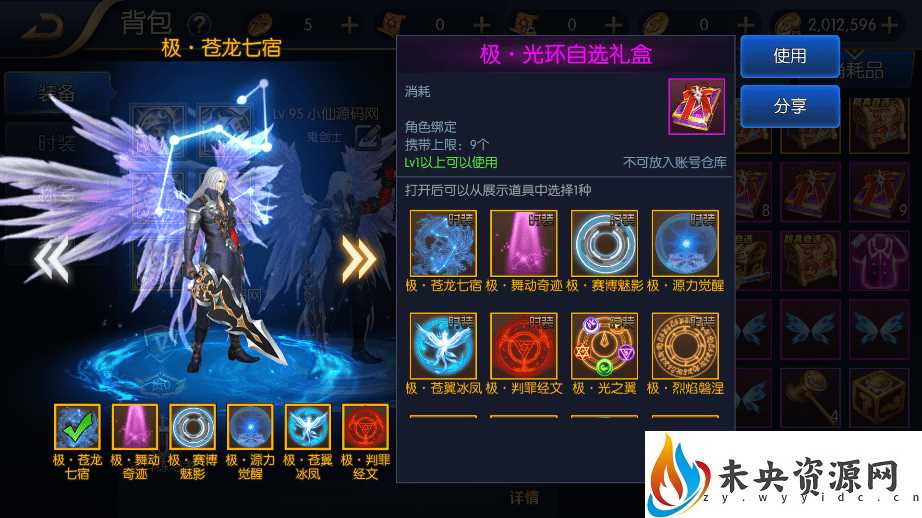 背包
?
5
0
0
0
2,012,596
极·苍龙七宿
装备
时装
Lv 95 小仙源码网
鬼剑士
极·光环自选礼盒
消耗
角色绑定
携带上限：9个
Lv1以上可以使用
不可放入账号仓库
打开后可以从展示道具中选择1种
时装
时装
时装
时装
极·苍龙七宿
极·舞动奇迹
极·赛博魅影
极·源力觉醒
时装
时装
时装
时装
极·苍翼冰凤
极·判罪经文
极·光之翼
极·烈焰磐涅
使用
分享
消耗品
8
9
4
极·苍龙
七宿
极·舞动
奇迹
极·赛博
魅影
极·源力
觉醒
极·苍翼
冰凤
极·判罪
经文
详情
未央资源网
zy.wyyidc.cn